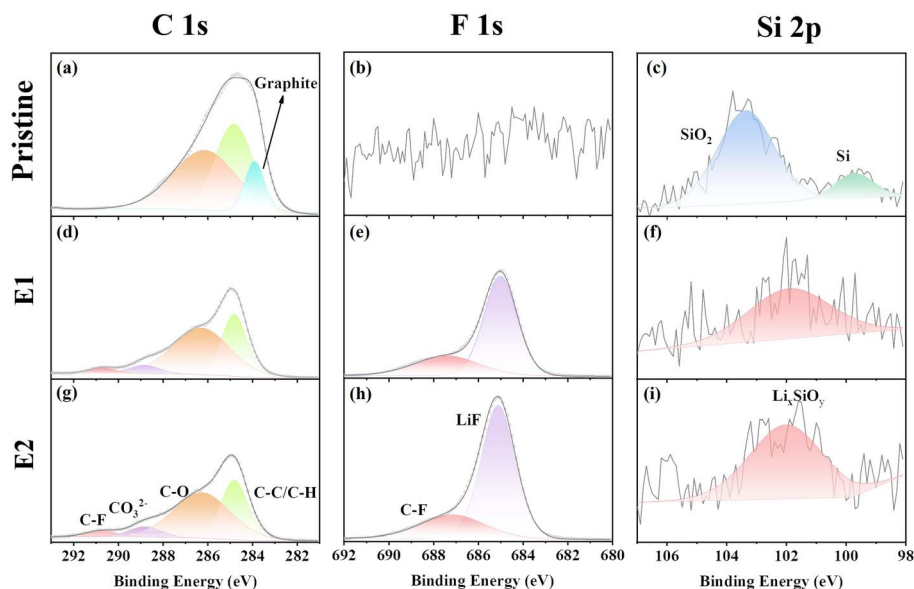 C 1s
F 1s
Si 2p
Pristine
(a)
Graphite
(b)
(c)
SiO₂
Si
E1
(d)
(e)
(f)
E2
(g)
C-F
CO₃²⁻
C-O
C-C/C-H
(h)
C-F
LiF
(i)
LiₓSiOᵧ
292 290 288 286 284 282
692 690 688 686 684 682 680
106 104 102 100 98
Binding Energy (eV)
Binding Energy (eV)
Binding Energy (eV)